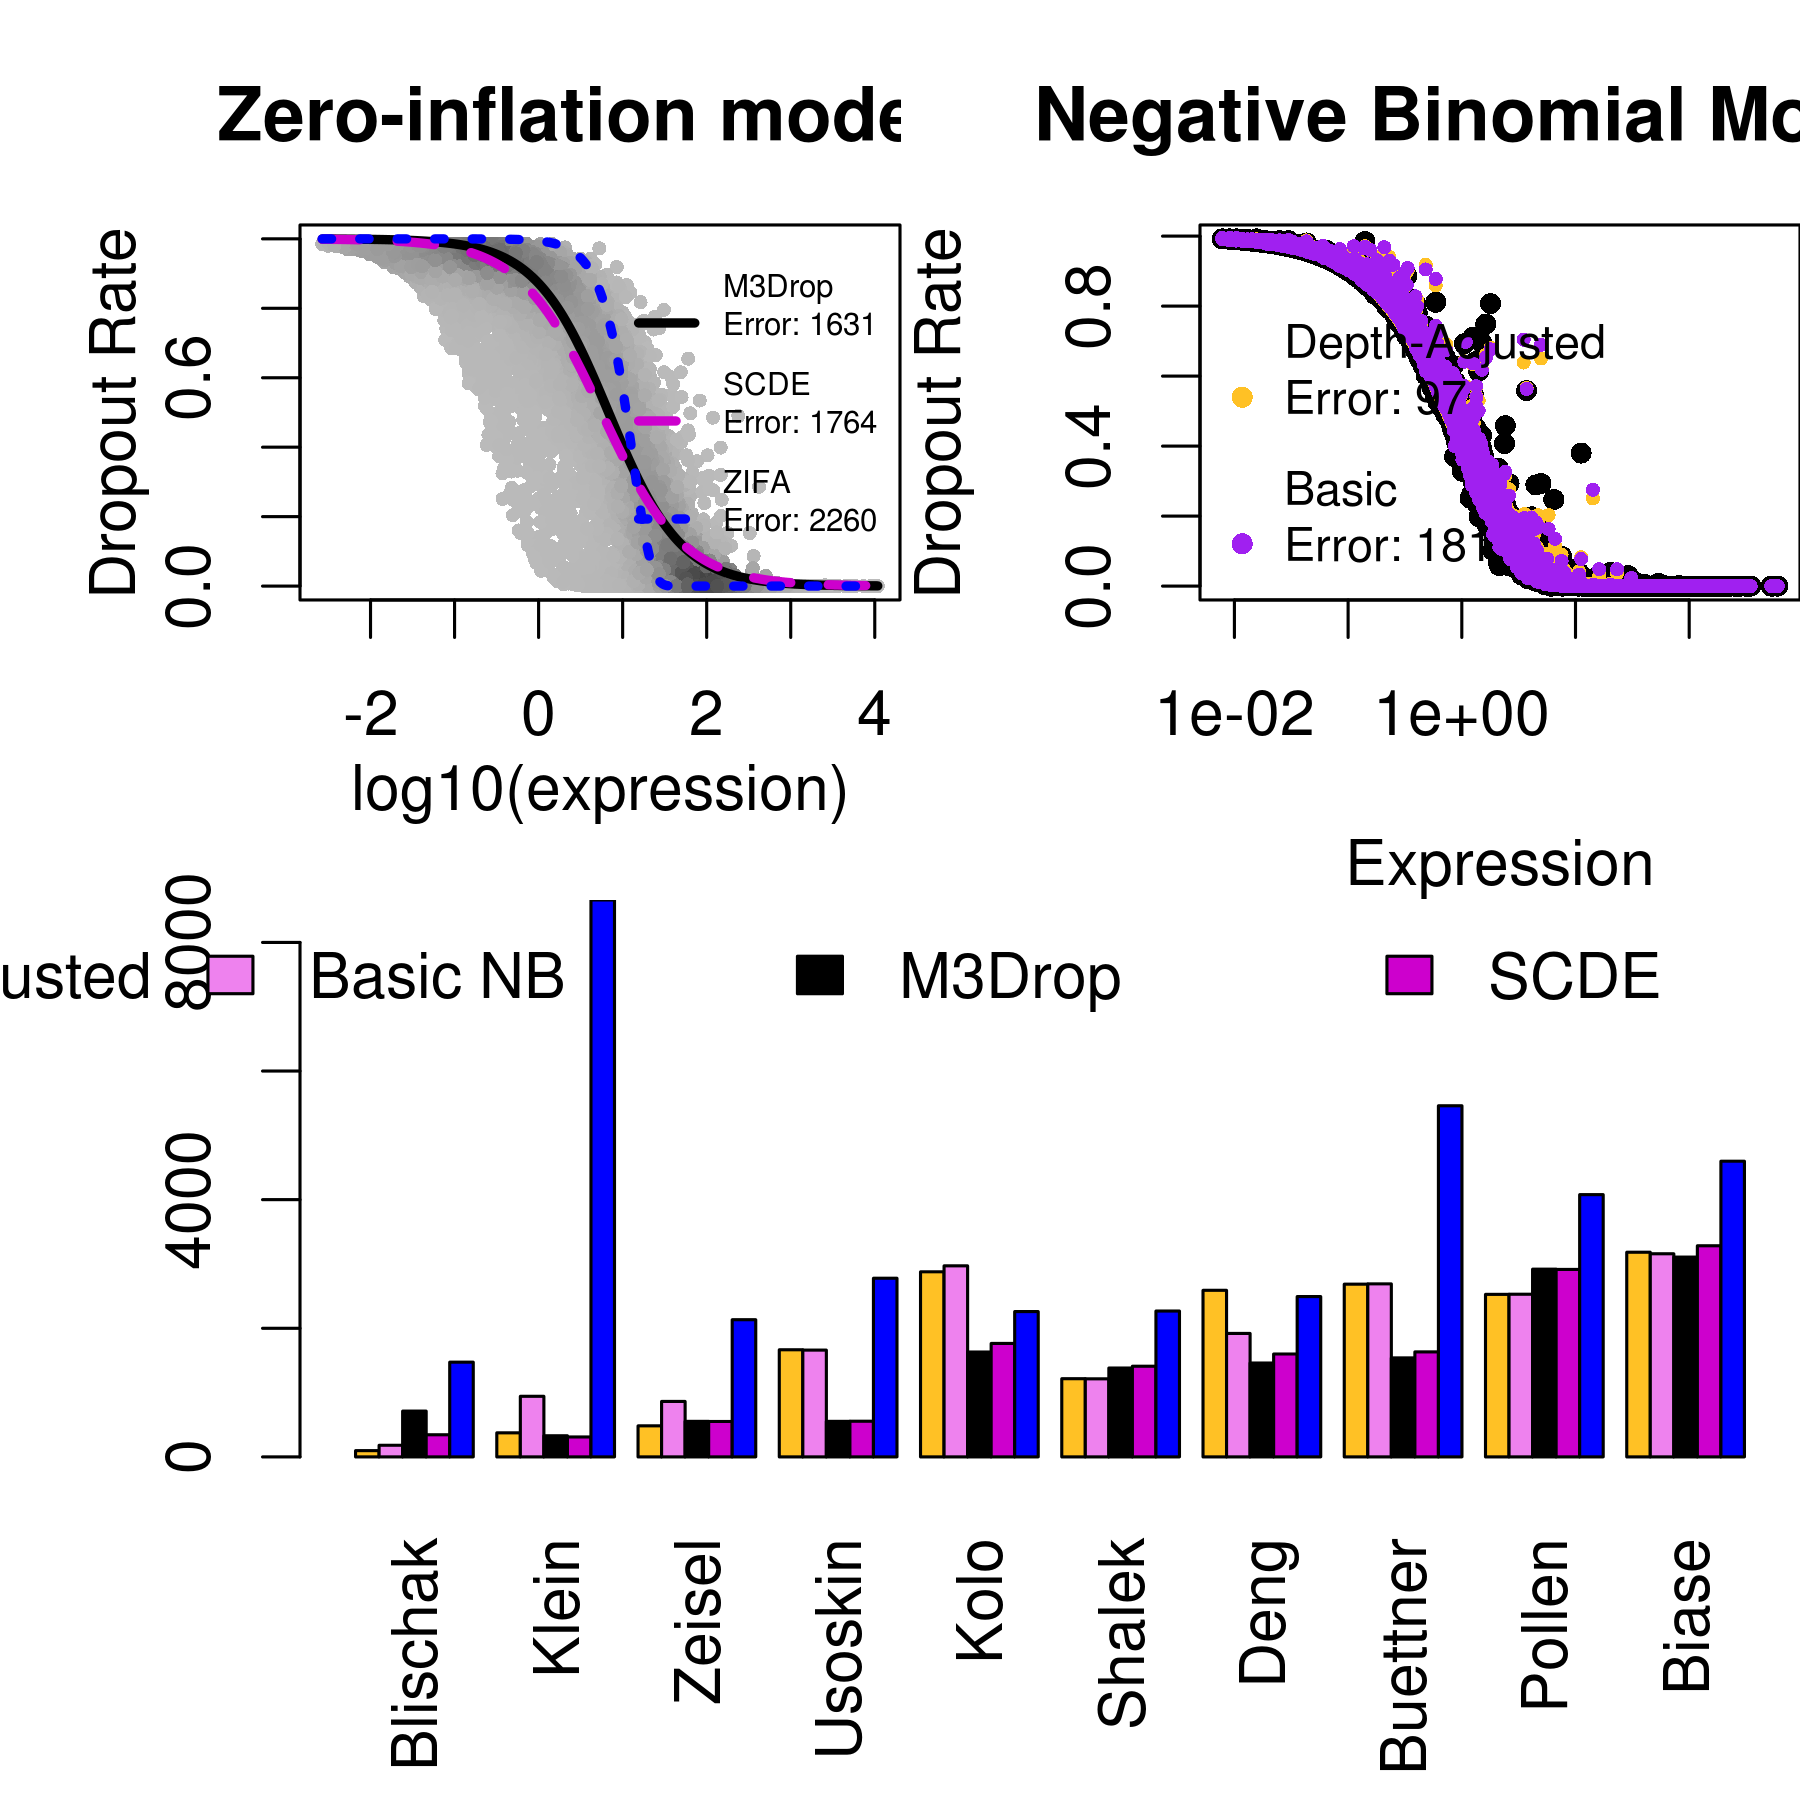 Zero-inflation mode
Negative Binomial Mo
Dropout Rate
0.0
0.6
M3Drop
Error: 1631
SCDE
Error: 1764
ZIFA
Error: 2260
-2
0
2
4
log10(expression)
Dropout Rate
0.0
0.4
0.8
Depth-Adjusted
Error: 97
Basic
Error: 181
1e-02
1e+00
Expression
0
4000
8000
usted
Basic NB
M3Drop
SCDE
Blischak
Klein
Zeisel
Usoskin
Kolo
Shalek
Deng
Buettner
Pollen
Biase